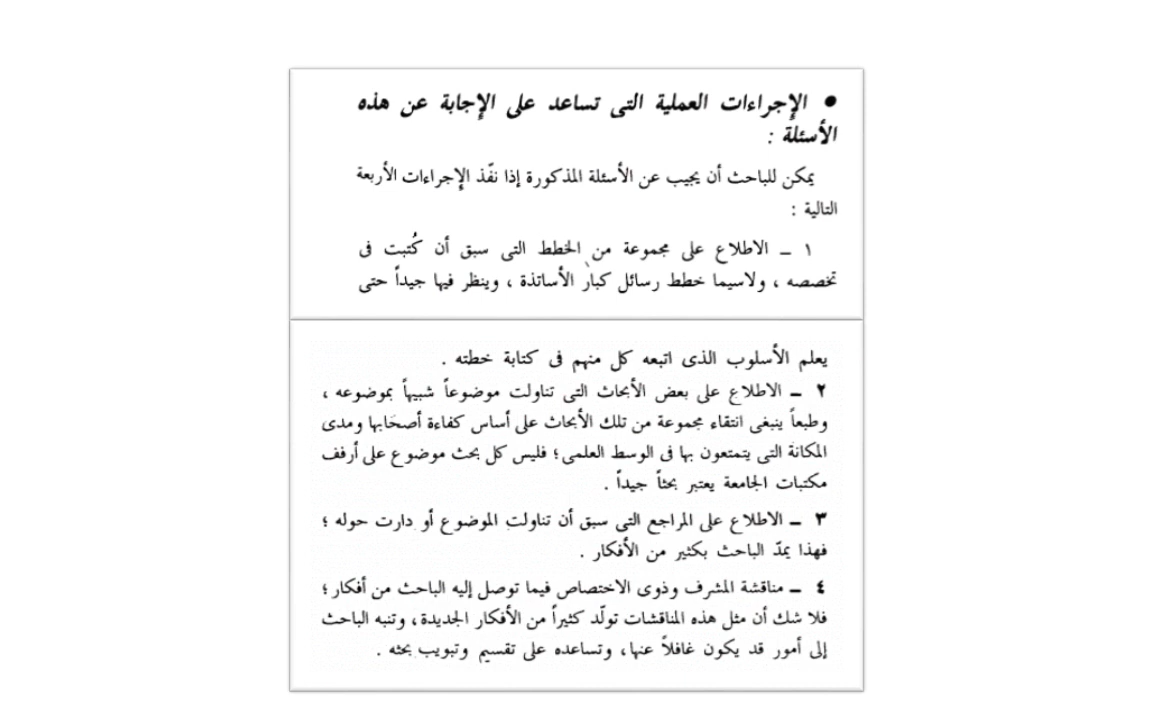 ● الإجراءات العملية التى تساعد على الإجابة عن هذه
الأسئلة :
يمكن للباحث أن يجيب عن الأسئلة المذكورة إذا نفّذ الإجراءات الأربعة
التالية :
١ ــ الاطلاع على مجموعة من الخطط التى سبق أن كُتبت فى
تخصصه ، ولاسيما خطط رسائل كبار الأساتذة ، وينظر فيها جيداً حتى
يعلم الأسلوب الذى اتبعه كل منهم فى كتابة خطته .
٢ ــ الاطلاع على بعض الأبحاث التى تناولت موضوعاً شبيهاً بموضوعه ،
وطبعاً ينبغى انتقاء مجموعة من تلك الأبحاث على أساس كفاءة أصحابها ومدى
المكانة التى يتمتعون بها فى الوسط العلمى؛ فليس كل بحث موضوع على أرفف
مكتبات الجامعة يعتبر بحثاً جيداً .
٣ ــ الاطلاع على المراجع التى سبق أن تناولت الموضوع أو دارت حوله ؛
فهذا يمدّ الباحث بكثير من الأفكار .
٤ ــ مناقشة المشرف وذوى الاختصاص فيما توصل إليه الباحث من أفكار؛
فلا شك أن مثل هذه المناقشات تولّد كثيراً من الأفكار الجديدة، وتنبه الباحث
إلى أمور قد يكون غافلاً عنها، وتساعده على تقسيم وتبويب بحثه .